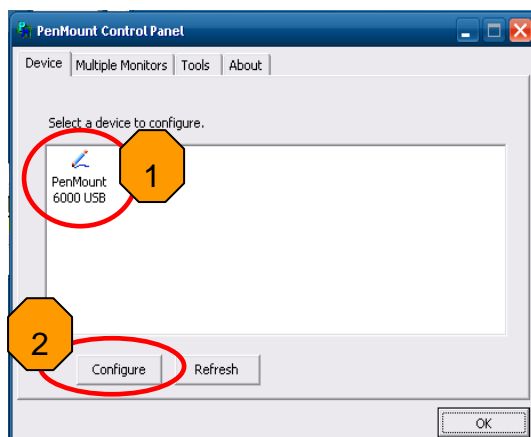 PenMount Control Panel
Device Multiple Monitors Tools About
Select a device to configure.
1
PenMount
6000 USB
2
Configure Refresh
OK